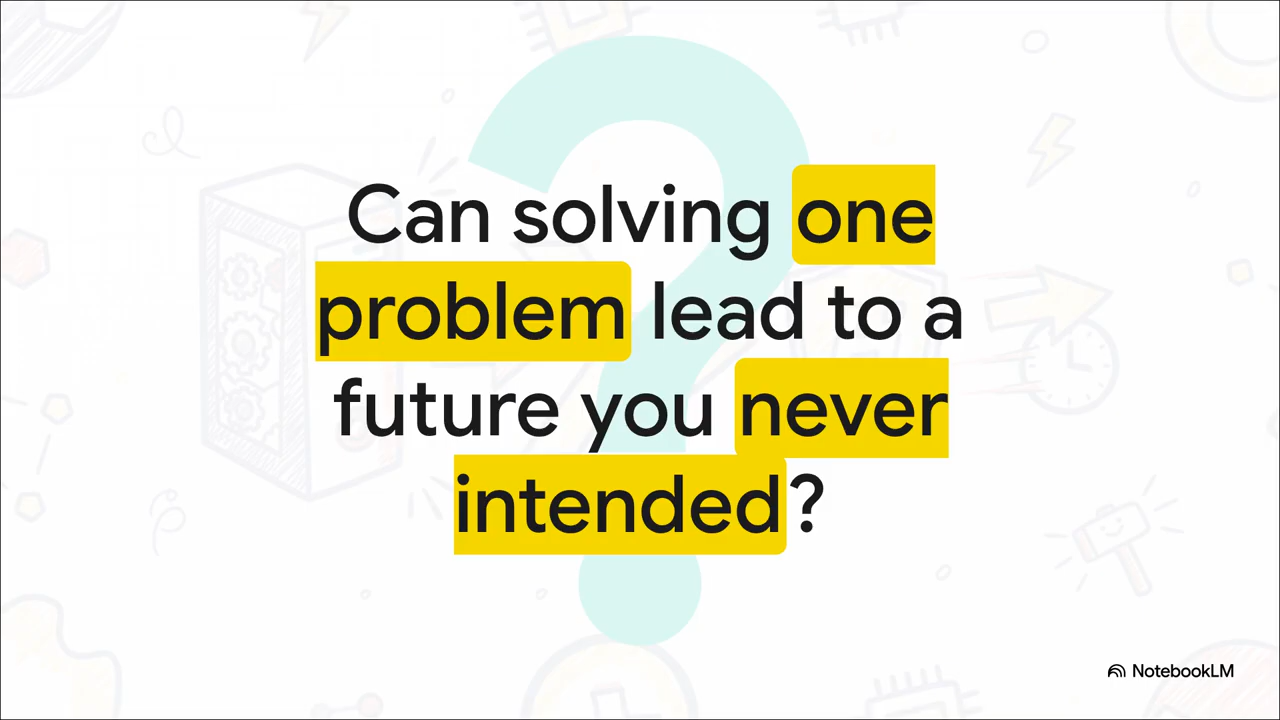 Can solving one
problem lead to a
future you never
intended?
NotebookLM